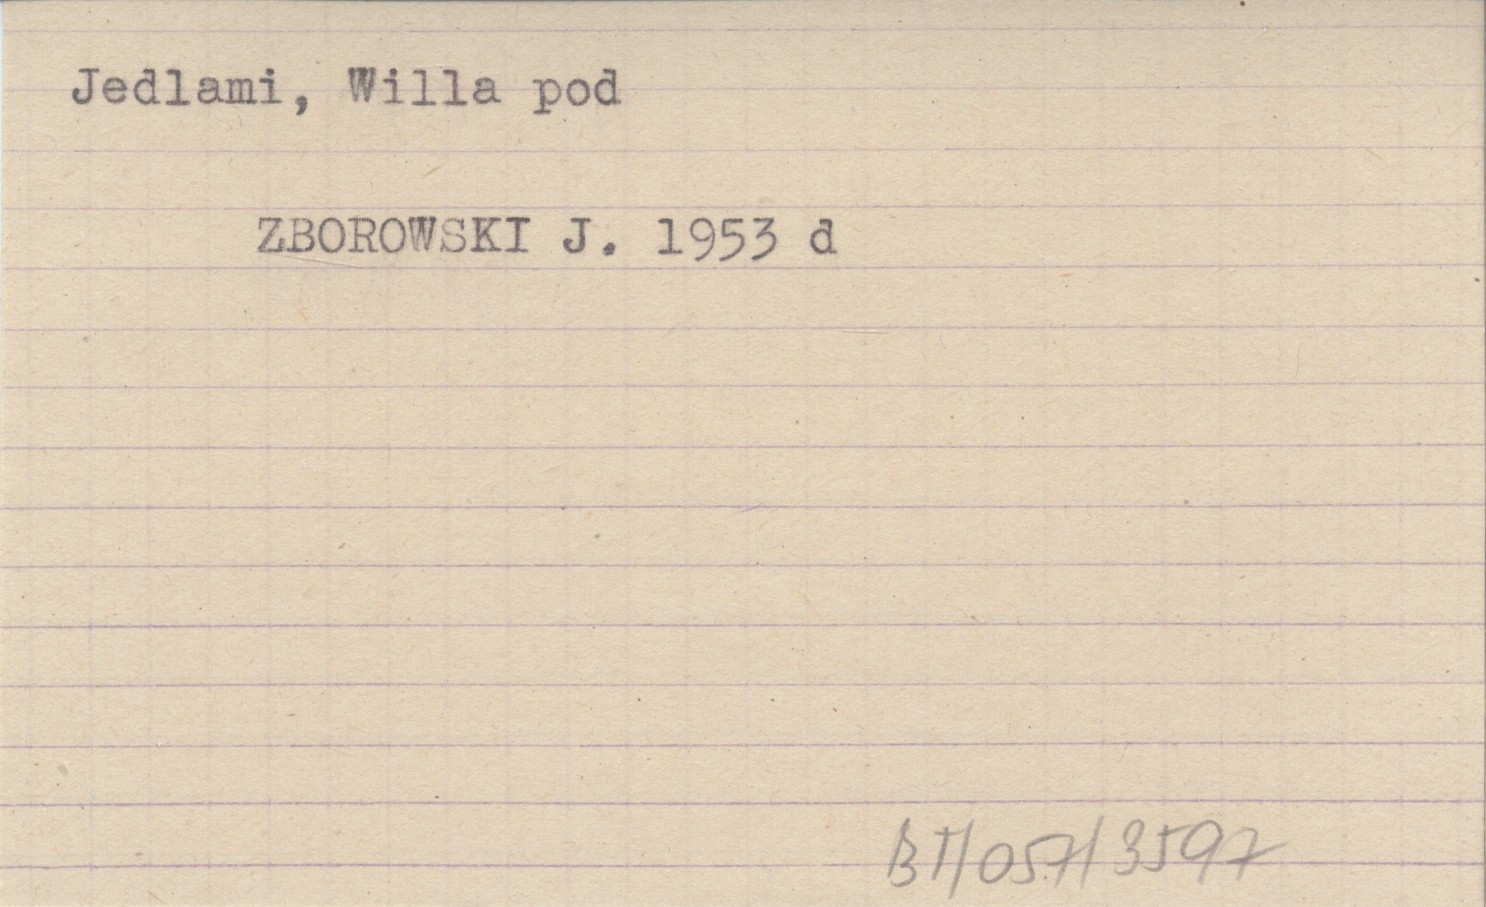 Jedlami, Willa pod
ZBOROWSKI J. 1953 d
BT/057/3597